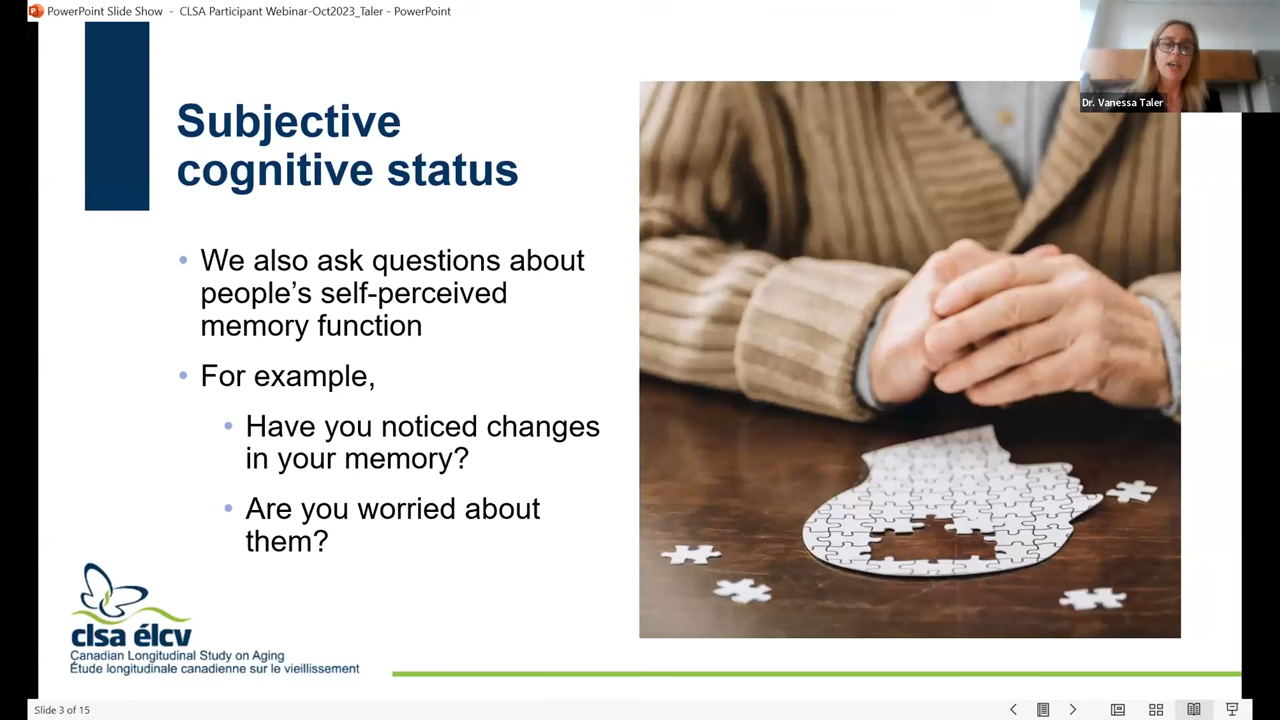 PowerPoint Slide Show - CLSA Participant Webinar-Oct2023_Taler - PowerPoint
Dr. Vanessa Taler
Subjective
cognitive status
• We also ask questions about
people’s self-perceived
memory function
• For example,
• Have you noticed changes
in your memory?
• Are you worried about
them?
clsa élcv
Canadian Longitudinal Study on Aging
Étude longitudinale canadienne sur le vieillissement
Slide 3 of 15